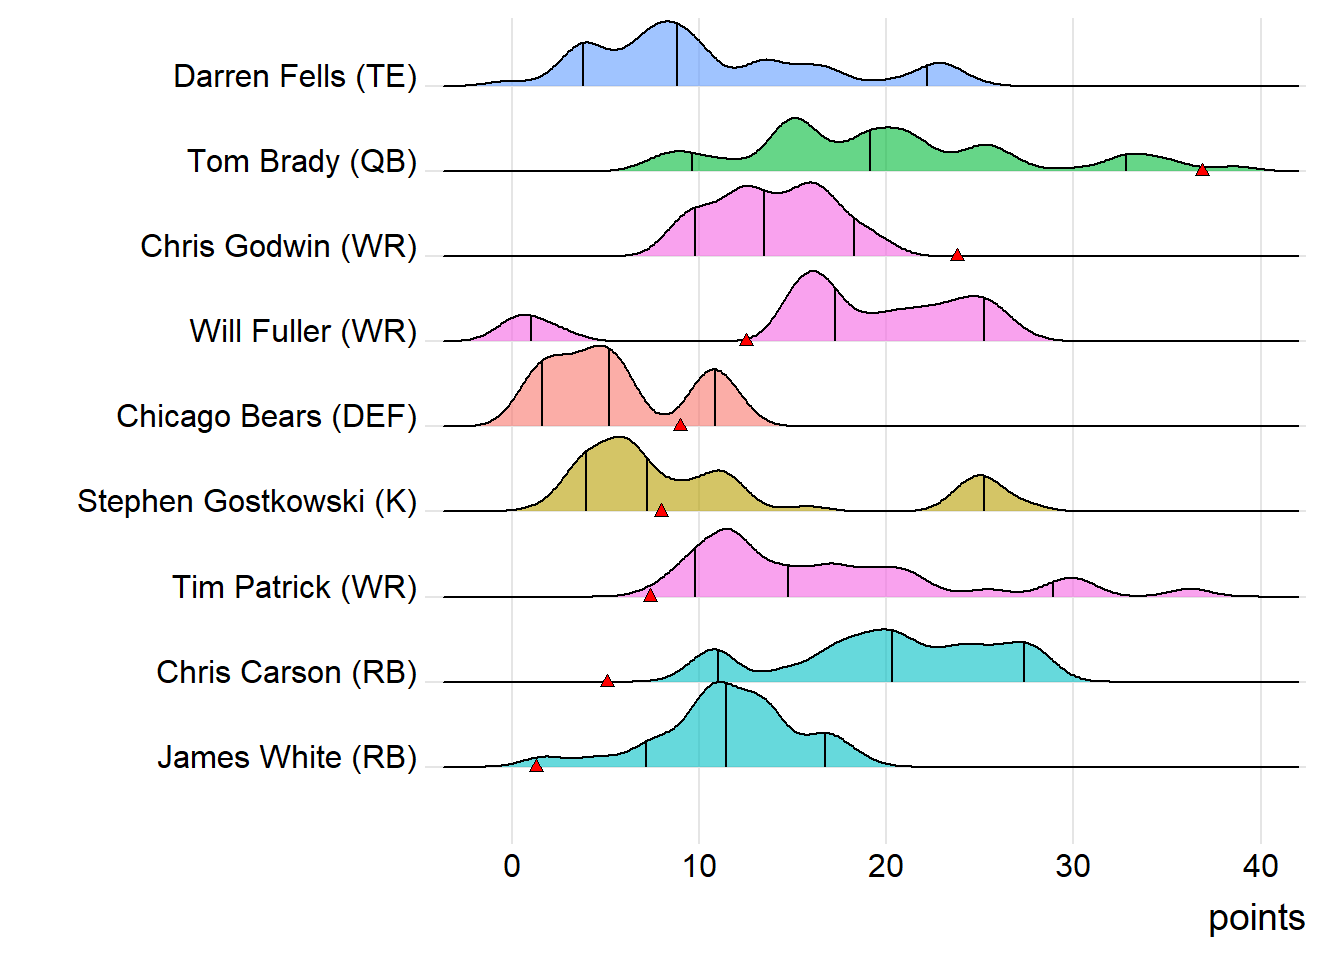 Darren Fells (TE)
Tom Brady (QB)
Chris Godwin (WR)
Will Fuller (WR)
Chicago Bears (DEF)
Stephen Gostkowski (K)
Tim Patrick (WR)
Chris Carson (RB)
James White (RB)
0 10 20 30 40
points